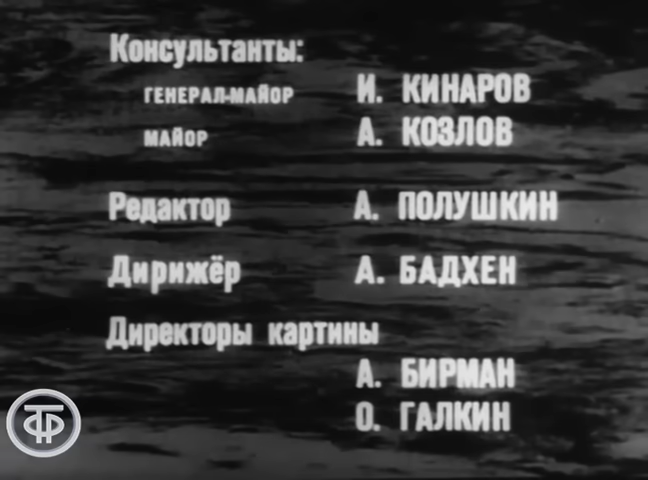 Консультанты:
ГЕНЕРАЛ-МАЙОР И. КИНАРОВ
МАЙОР А. КОЗЛОВ
Редактор А. ПОЛУШКИН
Дирижёр А. БАДХЕН
Директоры картины
А. БИРМАН
О. ГАЛКИН